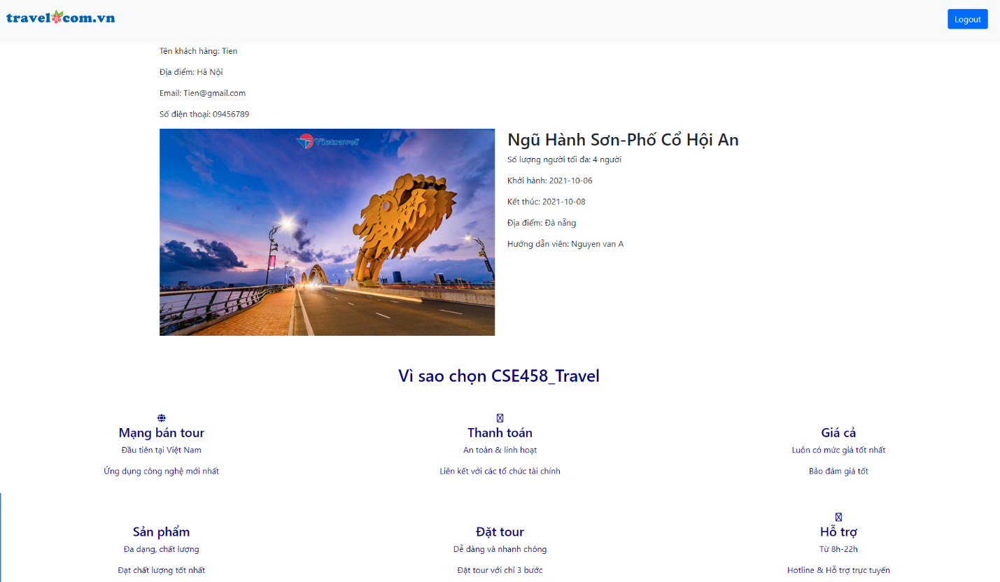 travel com.vn
Logout
Tên khách hàng: Tien
Địa điểm: Hà Nội
Email: Tien@gmail.com
Số điện thoại: 09456789
Vietravel
Ngũ Hành Sơn-Phố Cổ Hội An
Số lượng người tối đa: 4 người
Khởi hành: 2021-10-06
Kết thúc: 2021-10-08
Địa điểm: Đà nẵng
Hướng dẫn viên: Nguyen van A
Vì sao chọn CSE458_Travel
Mạng bán tour
Đầu tiên tại Việt Nam
Ứng dụng công nghệ mới nhất
Thanh toán
An toàn & linh hoạt
Liên kết với các tổ chức tài chính
Giá cả
Luôn có mức giá tốt nhất
Bảo đảm giá tốt
Sản phẩm
Đa dạng, chất lượng
Đạt chất lượng tốt nhất
Đặt tour
Dễ dàng và nhanh chóng
Đặt tour với chỉ 3 bước
Hỗ trợ
Từ 8h-22h
Hotline & Hỗ trợ trực tuyến